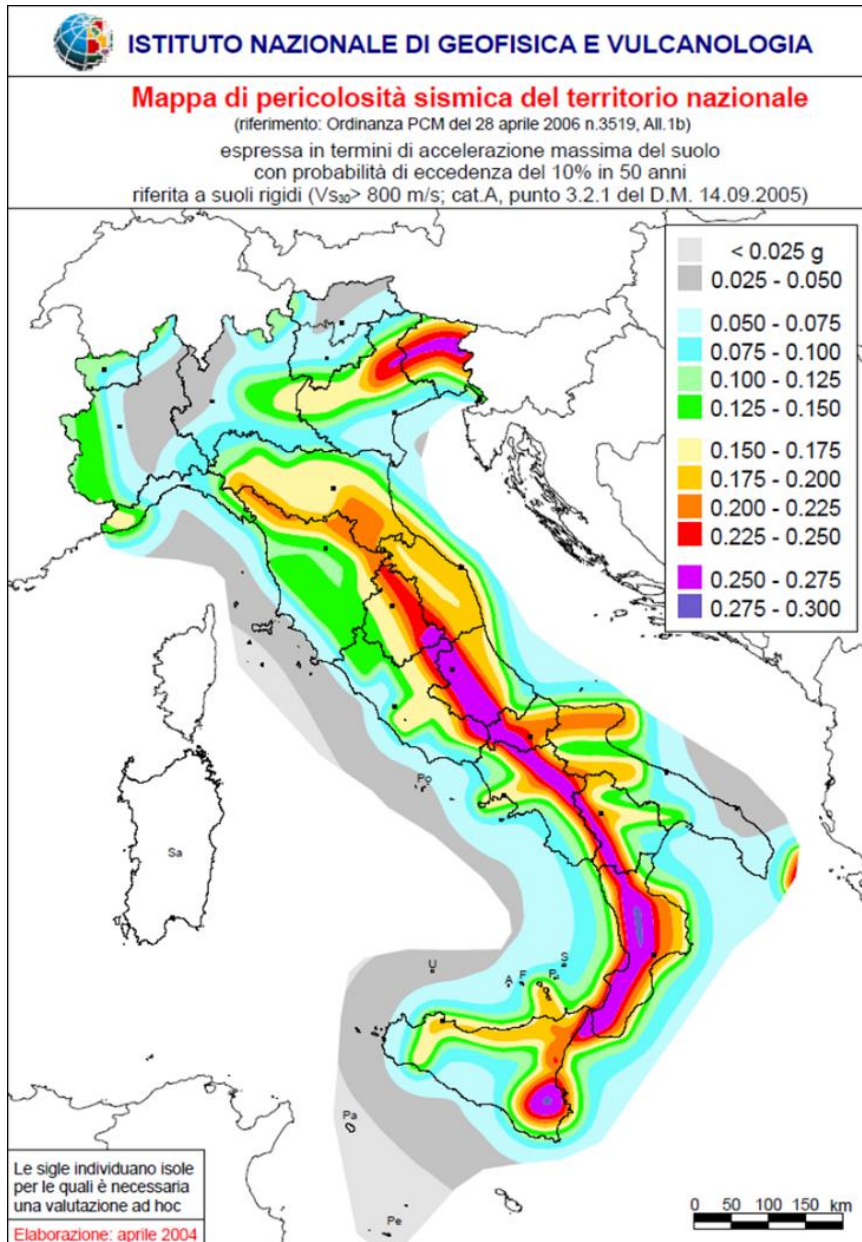 ISTITUTO NAZIONALE DI GEOFISICA E VULCANOLOGIA
Mappa di pericolosità sismica del territorio nazionale
(riferimento: Ordinanza PCM del 28 aprile 2006 n.3519, All.1b)
espressa in termini di accelerazione massima del suolo
con probabilità di eccedenza del 10% in 50 anni
riferita a suoli rigidi (Vs₃₀> 800 m/s; cat.A, punto 3.2.1 del D.M. 14.09.2005)
< 0.025 g
0.025 - 0.050
0.050 - 0.075
0.075 - 0.100
0.100 - 0.125
0.125 - 0.150
0.150 - 0.175
0.175 - 0.200
0.200 - 0.225
0.225 - 0.250
0.250 - 0.275
0.275 - 0.300
Po
Sa
S
U
A
F
Pa
Pe
Le sigle individuano isole
per le quali è necessaria
una valutazione ad hoc
Elaborazione: aprile 2004
0 50 100 150 km